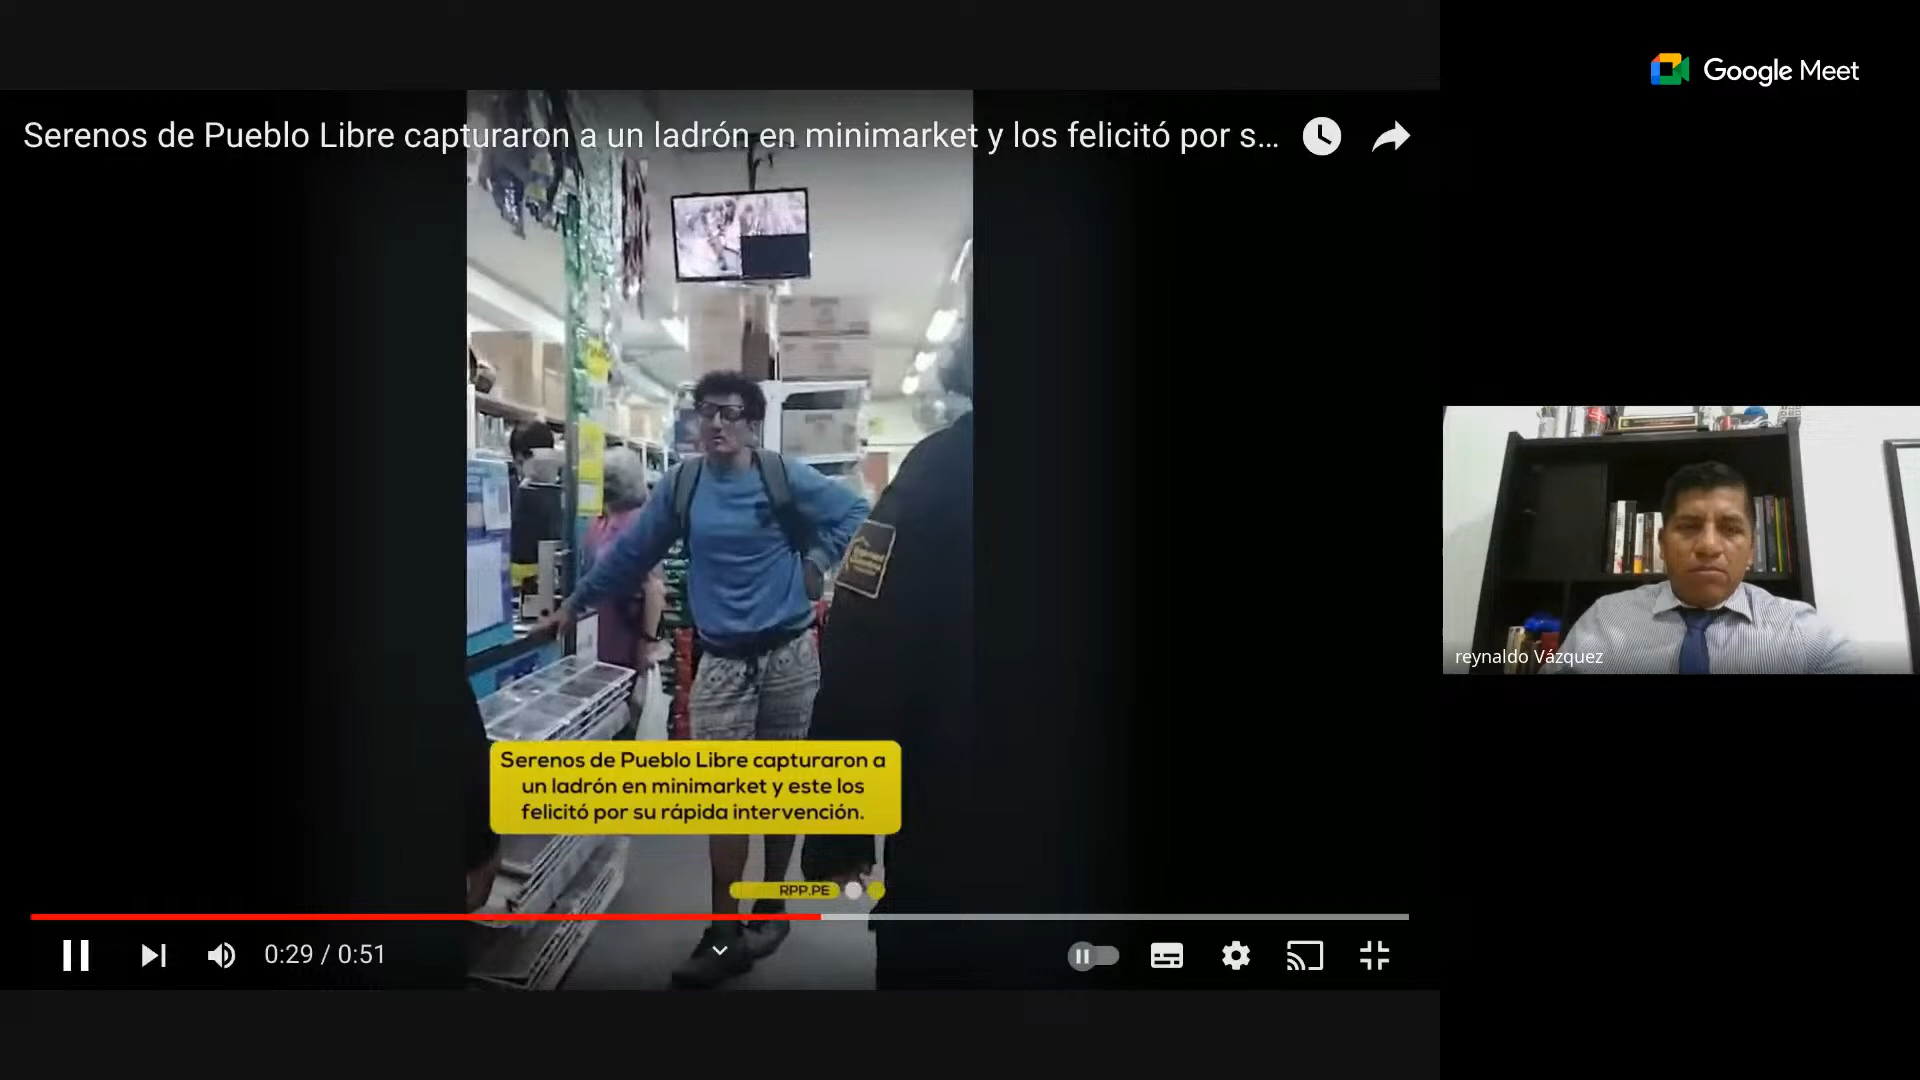 Google Meet
Serenos de Pueblo Libre capturaron a un ladrón en minimarket y los felicitó por s...
reynaldo Vázquez
Serenos de Pueblo Libre capturaron a
un ladrón en minimarket y este los
felicitó por su rápida intervención.
RPP.PE
0:29 / 0:51